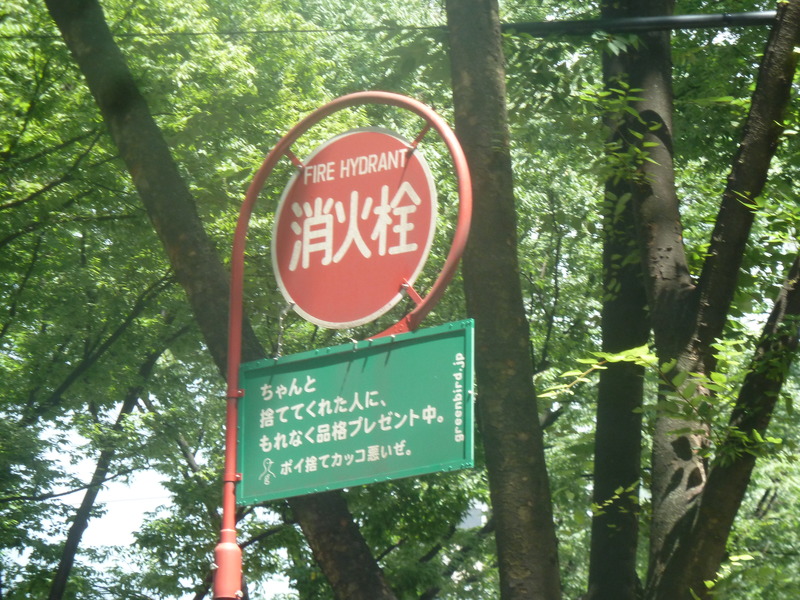 FIRE HYDRANT
消火栓
ちゃんと
捨ててくれた人に、
もれなく品格プレゼント中。
ポイ捨てカッコ悪いぜ。
greenbird.jp